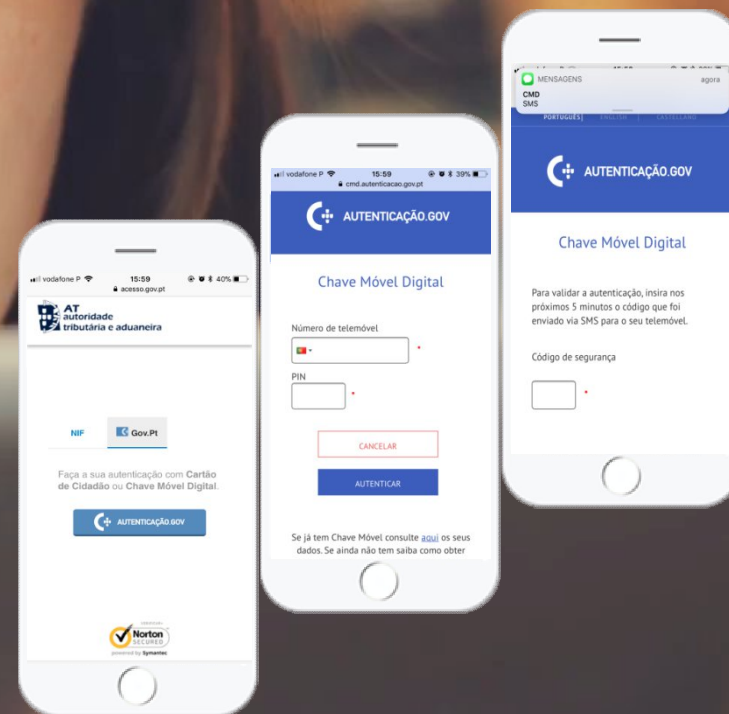 vodafone P
15:59
40%
acesso.gov.pt
AT
autoridade
tributária e aduaneira
NIF
Gov.Pt
Faça a sua autenticação com Cartão
de Cidadão ou Chave Móvel Digital.
AUTENTICAÇÃO.GOV
Norton
SECURED
powered by Symantec
vodafone P
15:59
39%
cmd.autenticacao.gov.pt
AUTENTICAÇÃO.GOV
Chave Móvel Digital
Número de telemóvel
*
PIN
*
CANCELAR
AUTENTICAR
Se já tem Chave Móvel consulte aqui os seus
dados. Se ainda não tem saiba como obter
MENSAGENS
agora
CMD
SMS
PORTUGUÊS|
ENGLISH |
CASTELLANO
AUTENTICAÇÃO.GOV
Chave Móvel Digital
Para validar a autenticação, insira nos
próximos 5 minutos o código que foi
enviado via SMS para o seu telemóvel.
Código de segurança
*